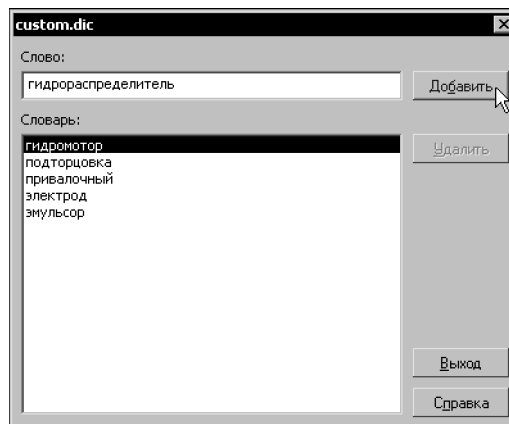 custom.dic
Слово:
гидрораспределитель
Добавить
Словарь:
гидромотор
Удалить
подторцовка
привалочный
электрод
эмульсор
Выход
Справка